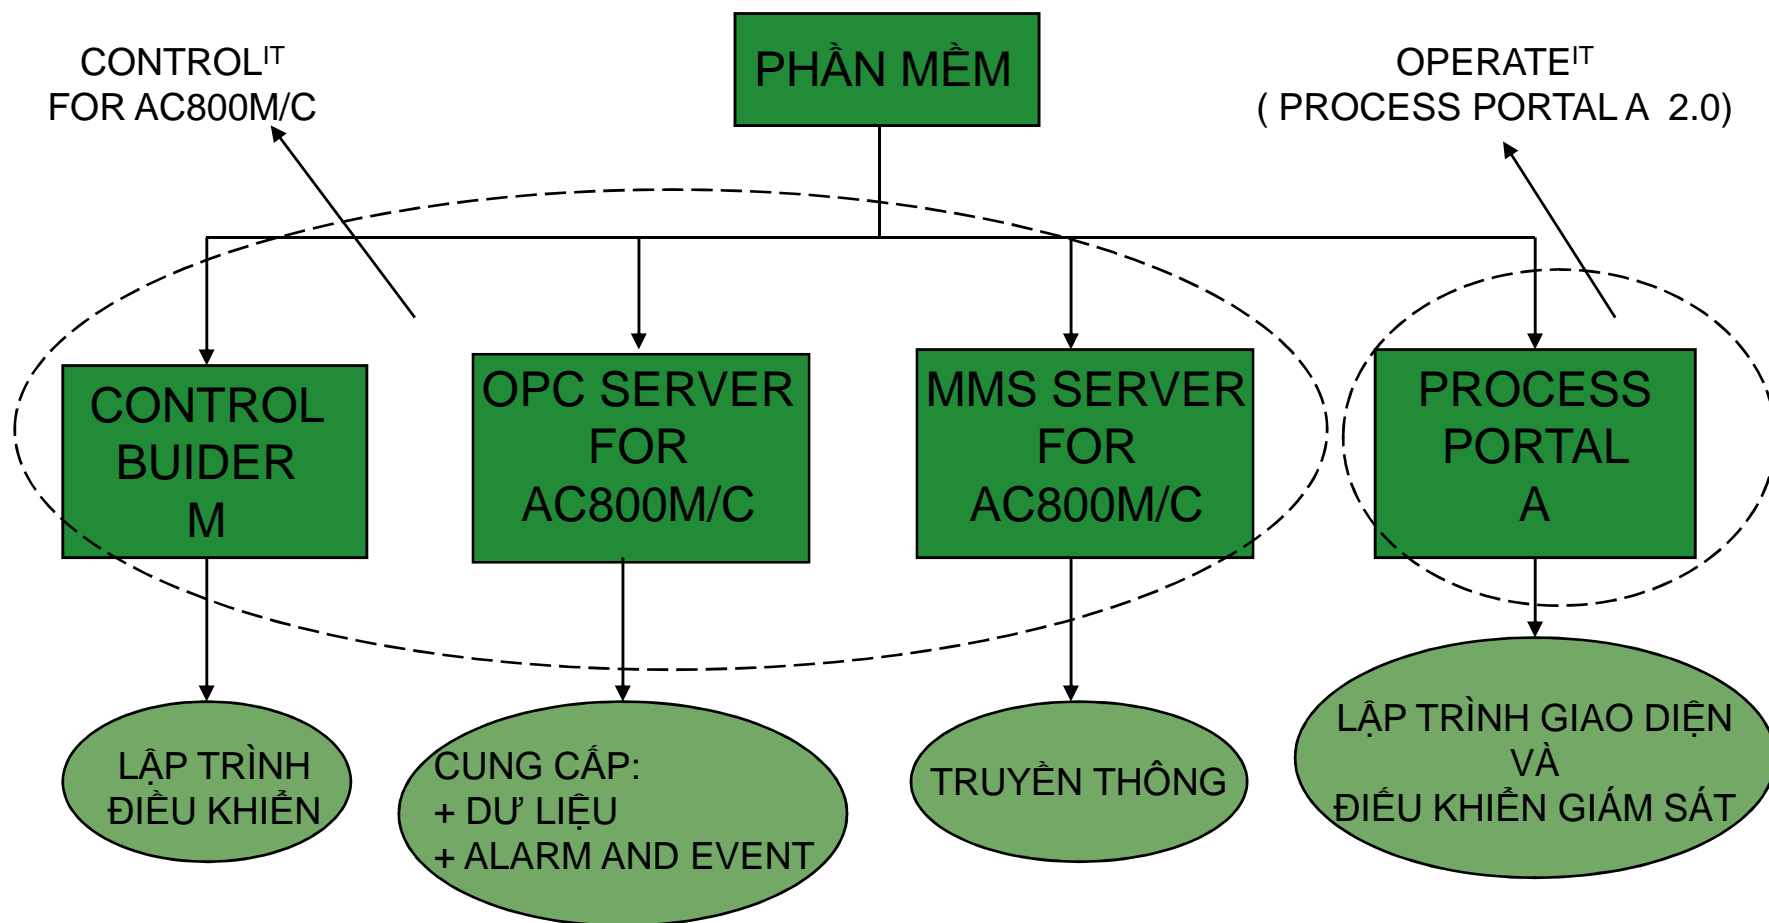 CONTROLᴵᵀ
FOR AC800M/C
PHẦN MỀM
OPERATEᴵᵀ
( PROCESS PORTAL A 2.0)
CONTROL
BUIDER
M
OPC SERVER
FOR
AC800M/C
MMS SERVER
FOR
AC800M/C
PROCESS
PORTAL
A
LẬP TRÌNH
ĐIỀU KHIỂN
CUNG CẤP:
+ DƯ LIỆU
+ ALARM AND EVENT
TRUYỀN THÔNG
LẬP TRÌNH GIAO DIỆN
VÀ
ĐIẾU KHIỂN GIÁM SÁT